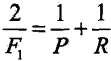 2/F₁ = 1/P + 1/R